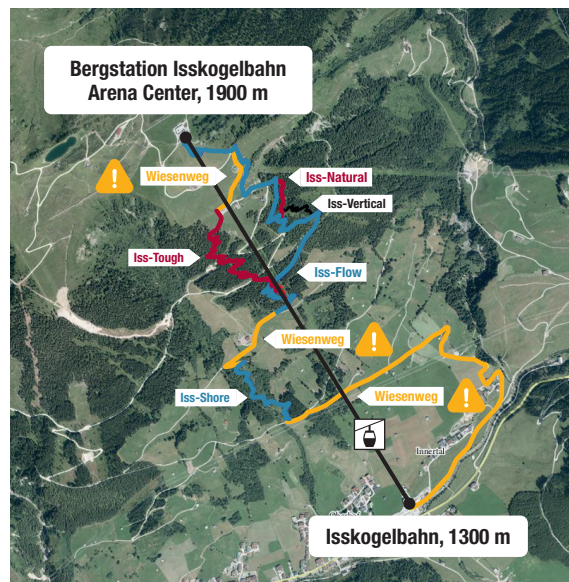 Bergstation Isskogelbahn
Arena Center, 1900 m
Wiesenweg
Iss-Natural
Iss-Vertical
Iss-Tough
Iss-Flow
Wiesenweg
Iss-Shore
Wiesenweg
Innertal
Isskogelbahn, 1300 m